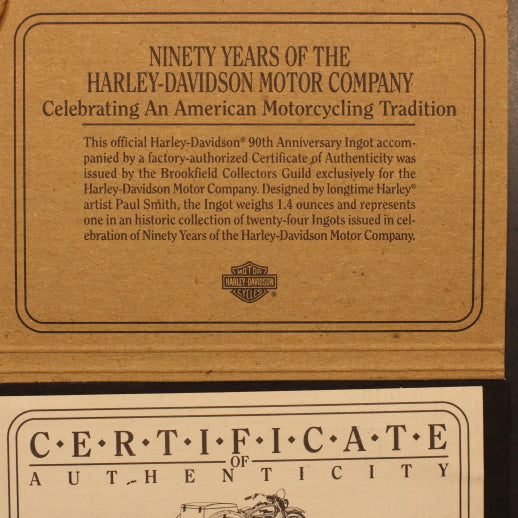 NINETY YEARS OF THE
HARLEY-DAVIDSON MOTOR COMPANY
Celebrating An American Motorcycling Tradition
This official Harley-Davidson® 90th Anniversary Ingot accom-
panied by a factory-authorized Certificate of Authenticity was
issued by the Brookfield Collectors Guild exclusively for the
Harley-Davidson Motor Company. Designed by longtime Harley®
artist Paul Smith, the Ingot weighs 1.4 ounces and represents
one in an historic collection of twenty-four Ingots issued in cel-
ebration of Ninety Years of the Harley-Davidson Motor Company.
MOTOR
HARLEY-DAVIDSON
CYCLES ®
C•E•R•T•I•F•I•C•A•T•E
OF
AUTHENTICITY